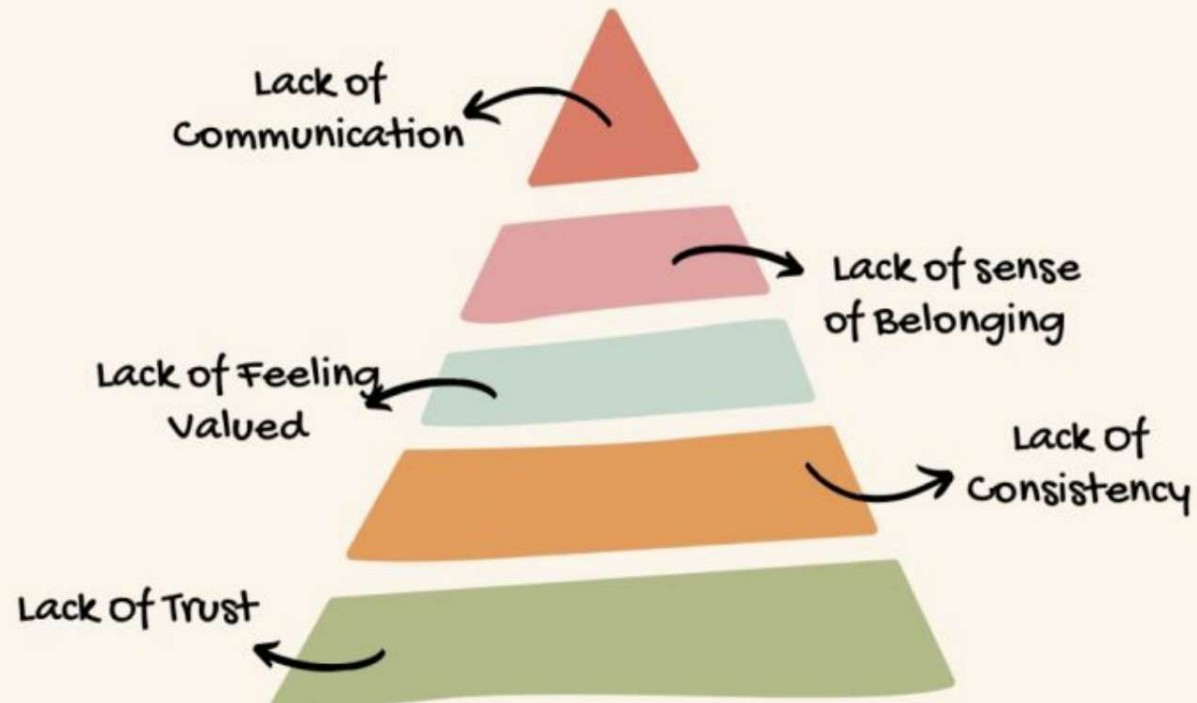 Lack of
Communication
Lack of sense
of Belonging
Lack of Feeling
Valued
Lack Of
Consistency
Lack Of Trust